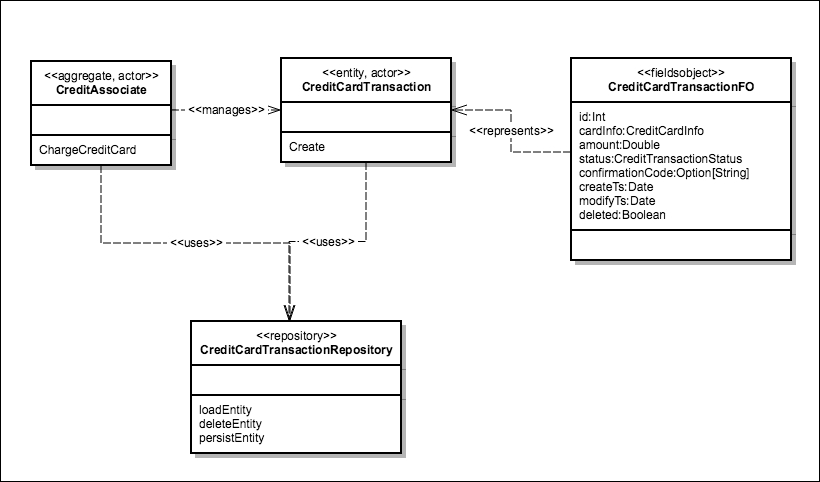 <<aggregate, actor>>
CreditAssociate
ChargeCreditCard
<<manages>>
<<entity, actor>>
CreditCardTransaction
Create
<<represents>>
<<fieldsobject>>
CreditCardTransactionFO
id:Int
cardInfo:CreditCardInfo
amount:Double
status:CreditTransactionStatus
confirmationCode:Option[String]
createTs:Date
modifyTs:Date
deleted:Boolean
<<uses>>
<<uses>>
<<repository>>
CreditCardTransactionRepository
loadEntity
deleteEntity
persistEntity